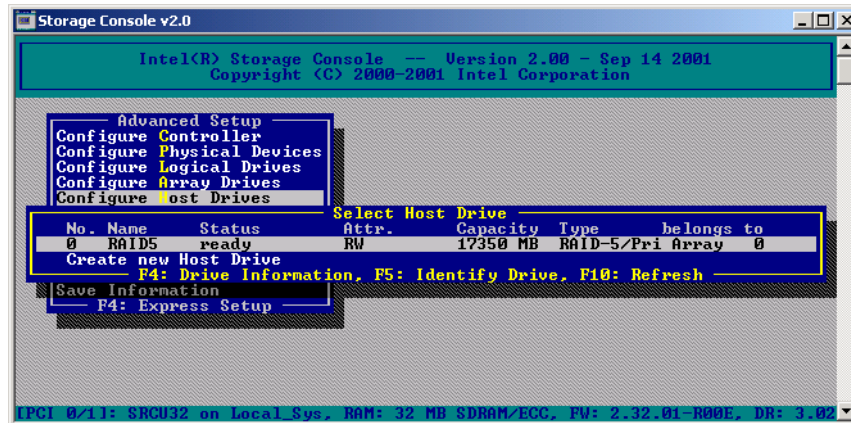 Storage Console v2.0
Intel(R) Storage Console -- Version 2.00 - Sep 14 2001
Copyright (C) 2000-2001 Intel Corporation
Advanced Setup
Configure Controller
Configure Physical Devices
Configure Logical Drives
Configure Array Drives
Configure Host Drives
Select Host Drive
No. Name Status Attr. Capacity Type belongs to
0 RAID5 ready RW 17350 MB RAID-5/Pri Array 0
Create new Host Drive
F4: Drive Information, F5: Identify Drive, F10: Refresh
Save Information
F4: Express Setup
[PCI 0/1]: SRCU32 on Local_Sys, RAM: 32 MB SDRAM/ECC, FW: 2.32.01-R00E, DR: 3.02